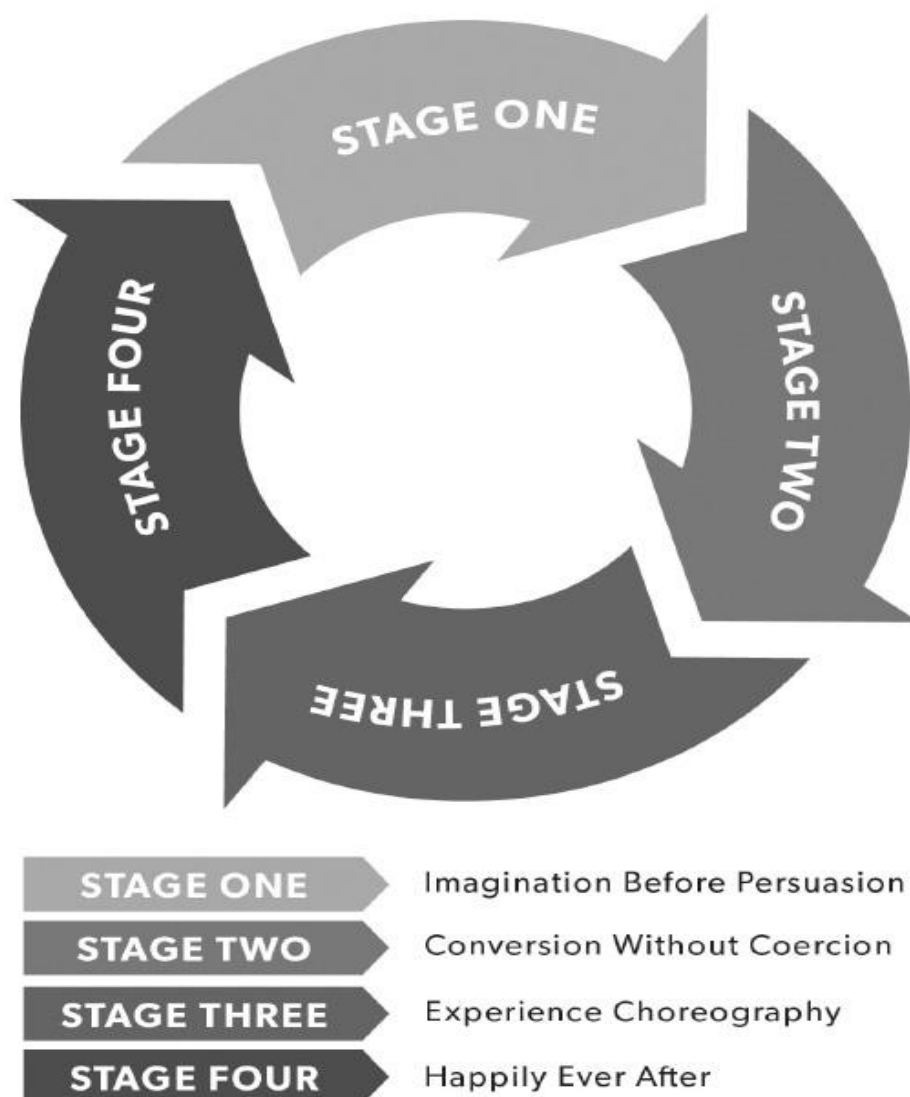 STAGE ONE
STAGE TWO
STAGE THREE
STAGE FOUR
STAGE ONE Imagination Before Persuasion
STAGE TWO Conversion Without Coercion
STAGE THREE Experience Choreography
STAGE FOUR Happily Ever After